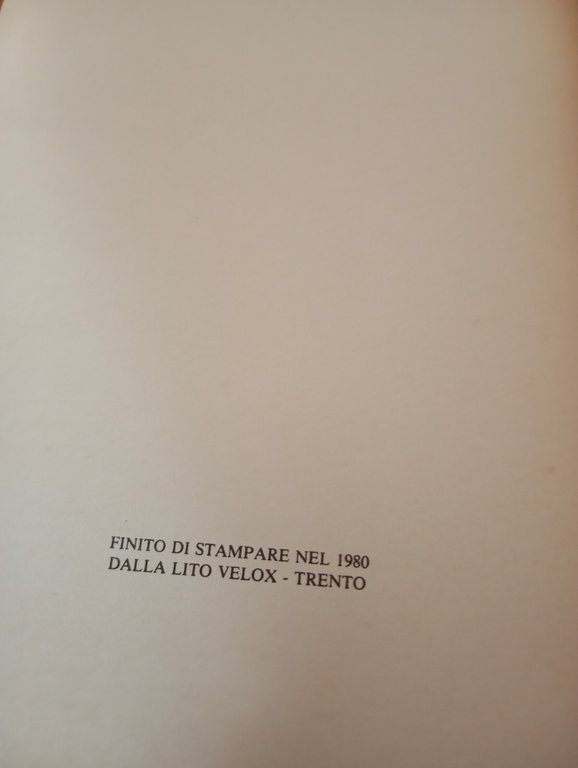 FINITO DI STAMPARE NEL 1980
DALLA LITO VELOX - TRENTO